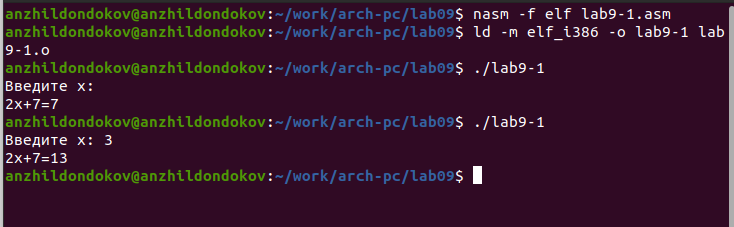 anzhildondokov@anzhildondokov:~/work/arch-pc/lab09$ nasm -f elf lab9-1.asm
anzhildondokov@anzhildondokov:~/work/arch-pc/lab09$ ld -m elf_i386 -o lab9-1 lab
9-1.o
anzhildondokov@anzhildondokov:~/work/arch-pc/lab09$ ./lab9-1
Введите x:
2x+7=7
anzhildondokov@anzhildondokov:~/work/arch-pc/lab09$ ./lab9-1
Введите x: 3
2x+7=13
anzhildondokov@anzhildondokov:~/work/arch-pc/lab09$